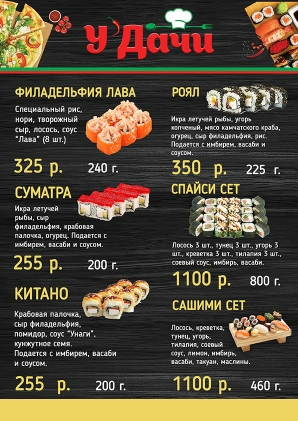 У Дачи
ФИЛАДЕЛЬФИЯ ЛАВА
Специальный рис,
нори, творожный
сыр, лосось, соус
"Лава" (8 шт.)
325 р. 240 г.
РОЯЛ
Икра летучей рыбы, угорь
копченый, мясо камчатского краба,
огурец, сыр филадельфия, рис.
Подается с имбирем, васаби и
соусом.
350 р. 225 г.
СУМАТРА
Икра летучей
рыбы, сыр
филадельфия, крабовая
палочка, огурец. Подается с
имбирем, васаби и соусом.
255 р. 200 г.
СПАЙСИ СЕТ
Лосось 3 шт., тунец 3 шт., угорь 3
шт., креветка 3 шт., тилапия 3 шт.,
соевый соус, имбирь, васаби.
1100 р. 800 г.
КИТАНО
Крабовая палочка,
сыр филадельфия,
помидор, соус "Унаги",
кунжутное семя.
Подается с имбирем, васаби
и соусом.
255 р. 200 г.
САШИМИ СЕТ
Лосось, креветка,
тунец, угорь,
тилапия, соевый
соус, лимон, имбирь,
васаби, такуан, маслины.
1100 р. 460 г.